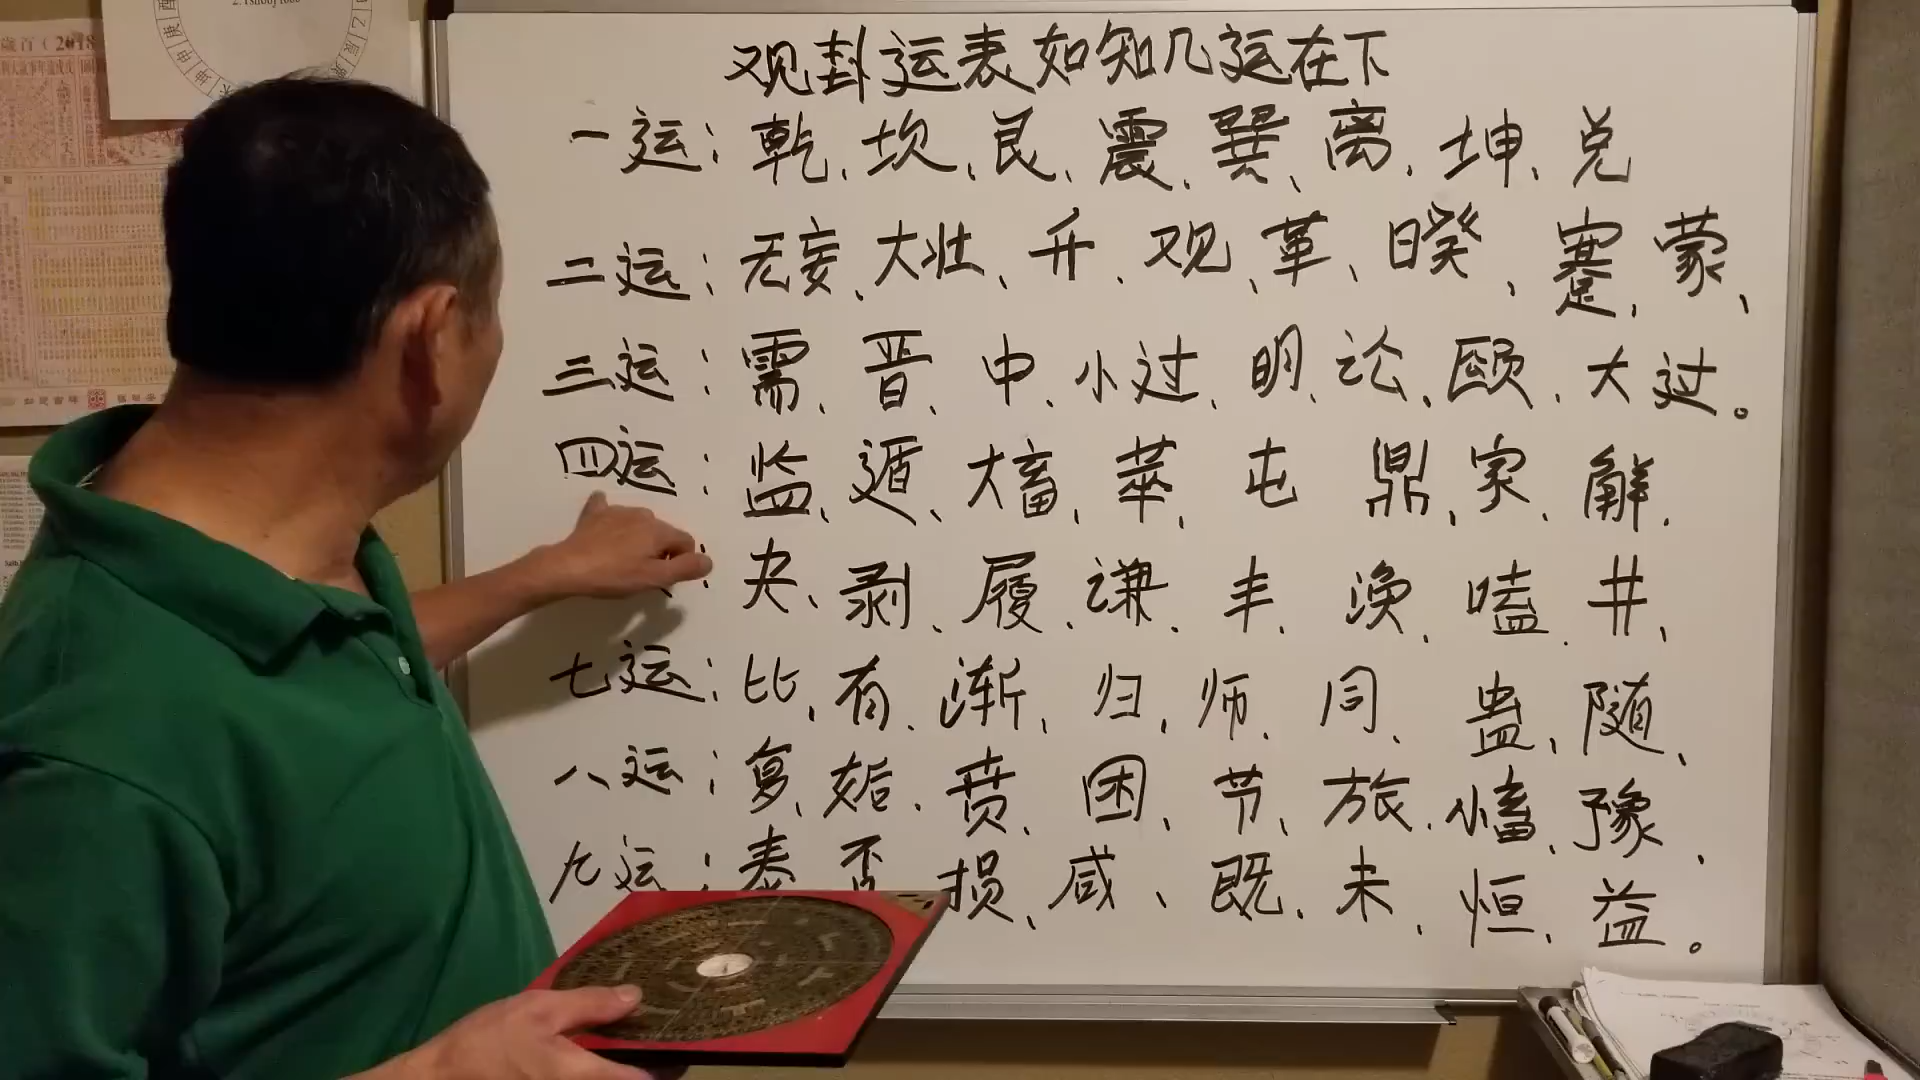 观卦运表如知几运在下
一运：乾、坎、艮、震、巽、离、坤、兑
二运：无妄、大壮、升、观、革、睽、蹇、蒙、
三运：需、晋、中、小过、明、讼、颐、大过。
四运：监、遁、大畜、萃、屯 鼎、家、解、
：夬、剥、履、谦、丰、涣、嗑、井、
七运：比、有、渐、归、师、同、蛊、随、
八运：复、姤、贲、困、节、旅、小畜、豫、
九运：泰 否 损、咸、既、未、恒、益。